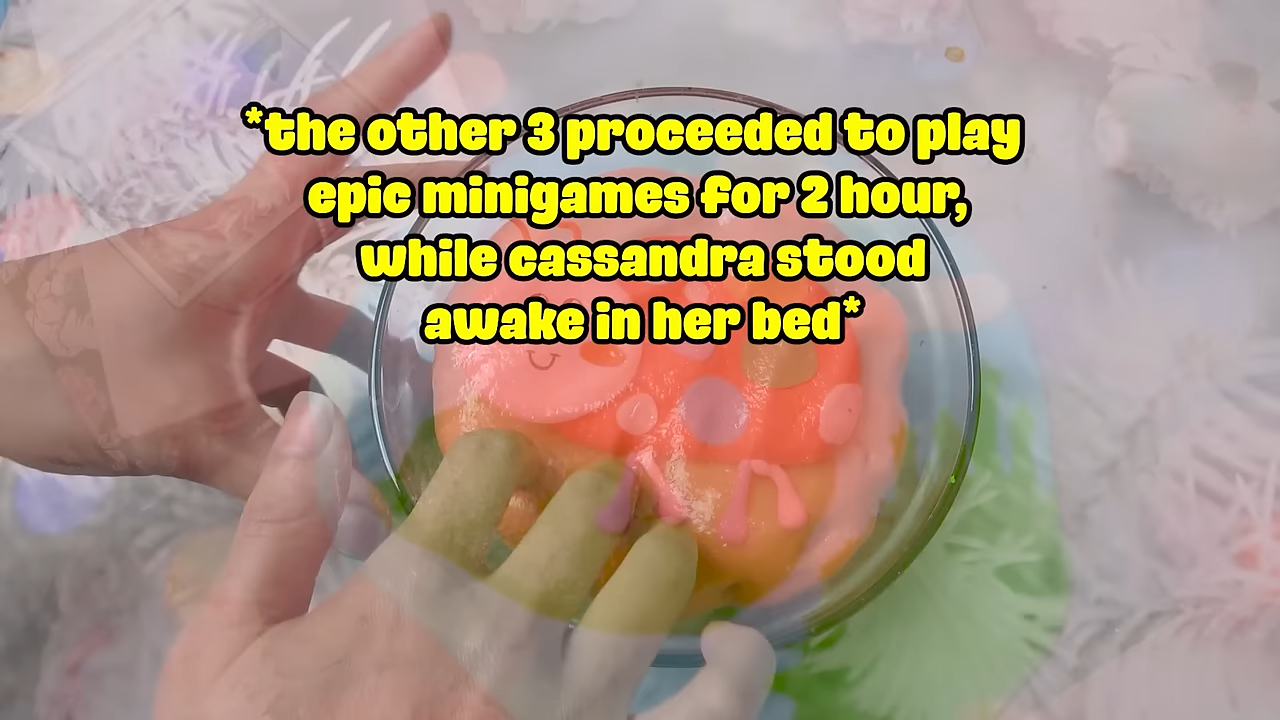 *the other 3 proceeded to play
epic minigames for 2 hour,
while cassandra stood
awake in her bed*